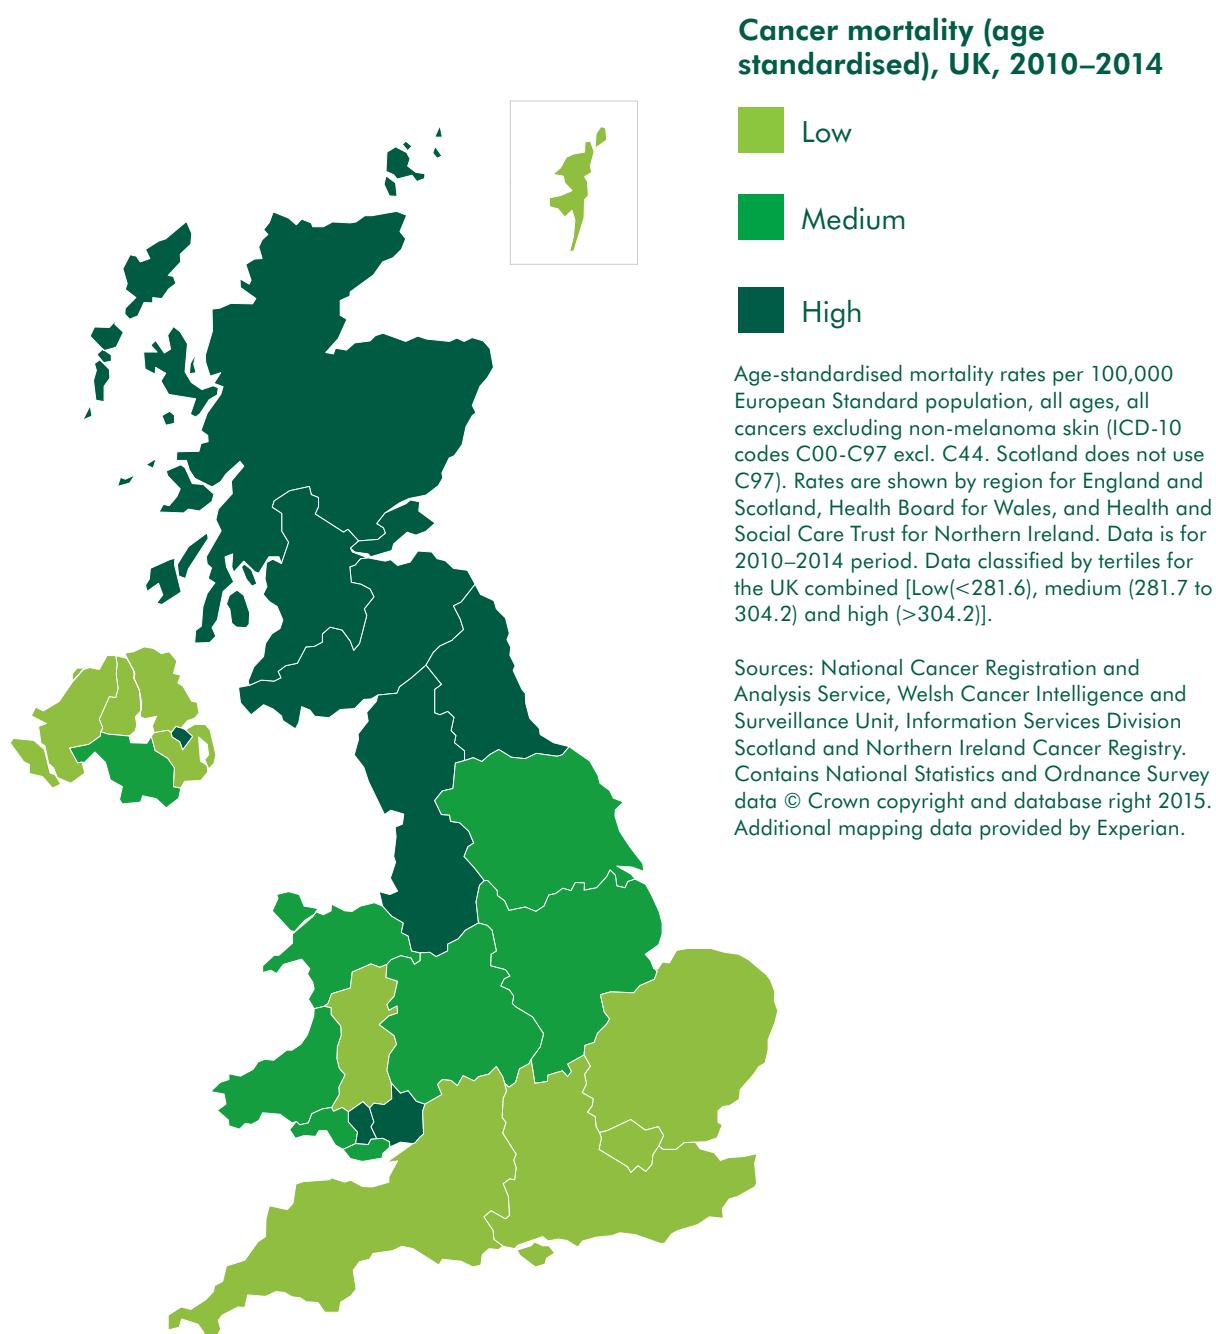 Cancer mortality (age
standardised), UK, 2010–2014
Low
Medium
High
Age-standardised mortality rates per 100,000
European Standard population, all ages, all
cancers excluding non-melanoma skin (ICD-10
codes C00-C97 excl. C44. Scotland does not use
C97). Rates are shown by region for England and
Scotland, Health Board for Wales, and Health and
Social Care Trust for Northern Ireland. Data is for
2010–2014 period. Data classified by tertiles for
the UK combined [Low(<281.6), medium (281.7 to
304.2) and high (>304.2)].
Sources: National Cancer Registration and
Analysis Service, Welsh Cancer Intelligence and
Surveillance Unit, Information Services Division
Scotland and Northern Ireland Cancer Registry.
Contains National Statistics and Ordnance Survey
data © Crown copyright and database right 2015.
Additional mapping data provided by Experian.